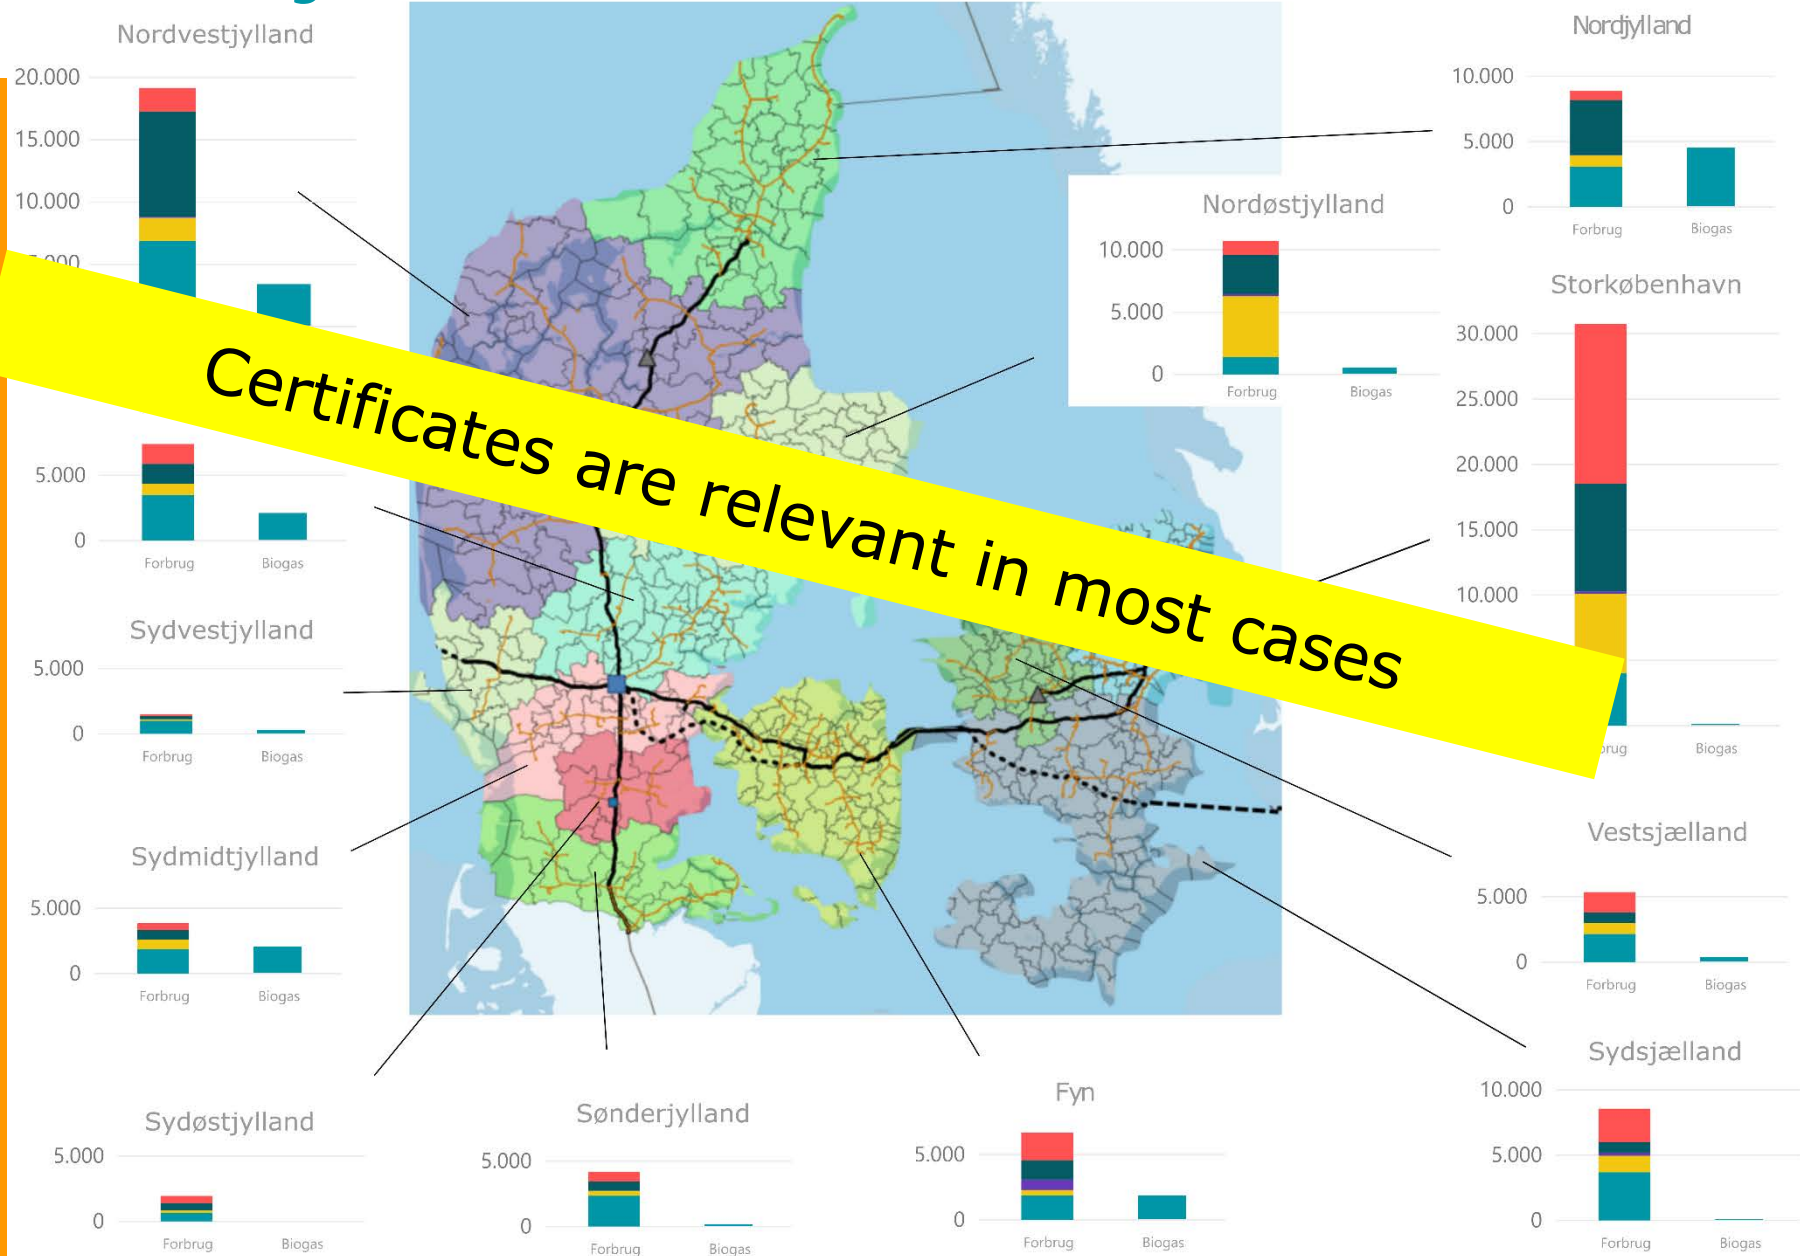 Nordvestjylland
20.000
15.000
10.000
Nordjylland
10.000
5.000
0
Forbrug
Biogas
Nordøstjylland
10.000
5.000
0
Forbrug
Biogas
Storkøbenhavn
30.000
25.000
20.000
15.000
10.000
Biogas
Certificates are relevant in most cases
5.000
0
Forbrug
Biogas
Sydvestjylland
5.000
0
Forbrug
Biogas
Sydmidtjylland
5.000
0
Forbrug
Biogas
Vestsjælland
5.000
0
Forbrug
Biogas
Sydøstjylland
5.000
0
Forbrug
Biogas
Sønderjylland
5.000
0
Forbrug
Biogas
Fyn
5.000
0
Forbrug
Biogas
Sydsjælland
10.000
5.000
0
Forbrug
Biogas